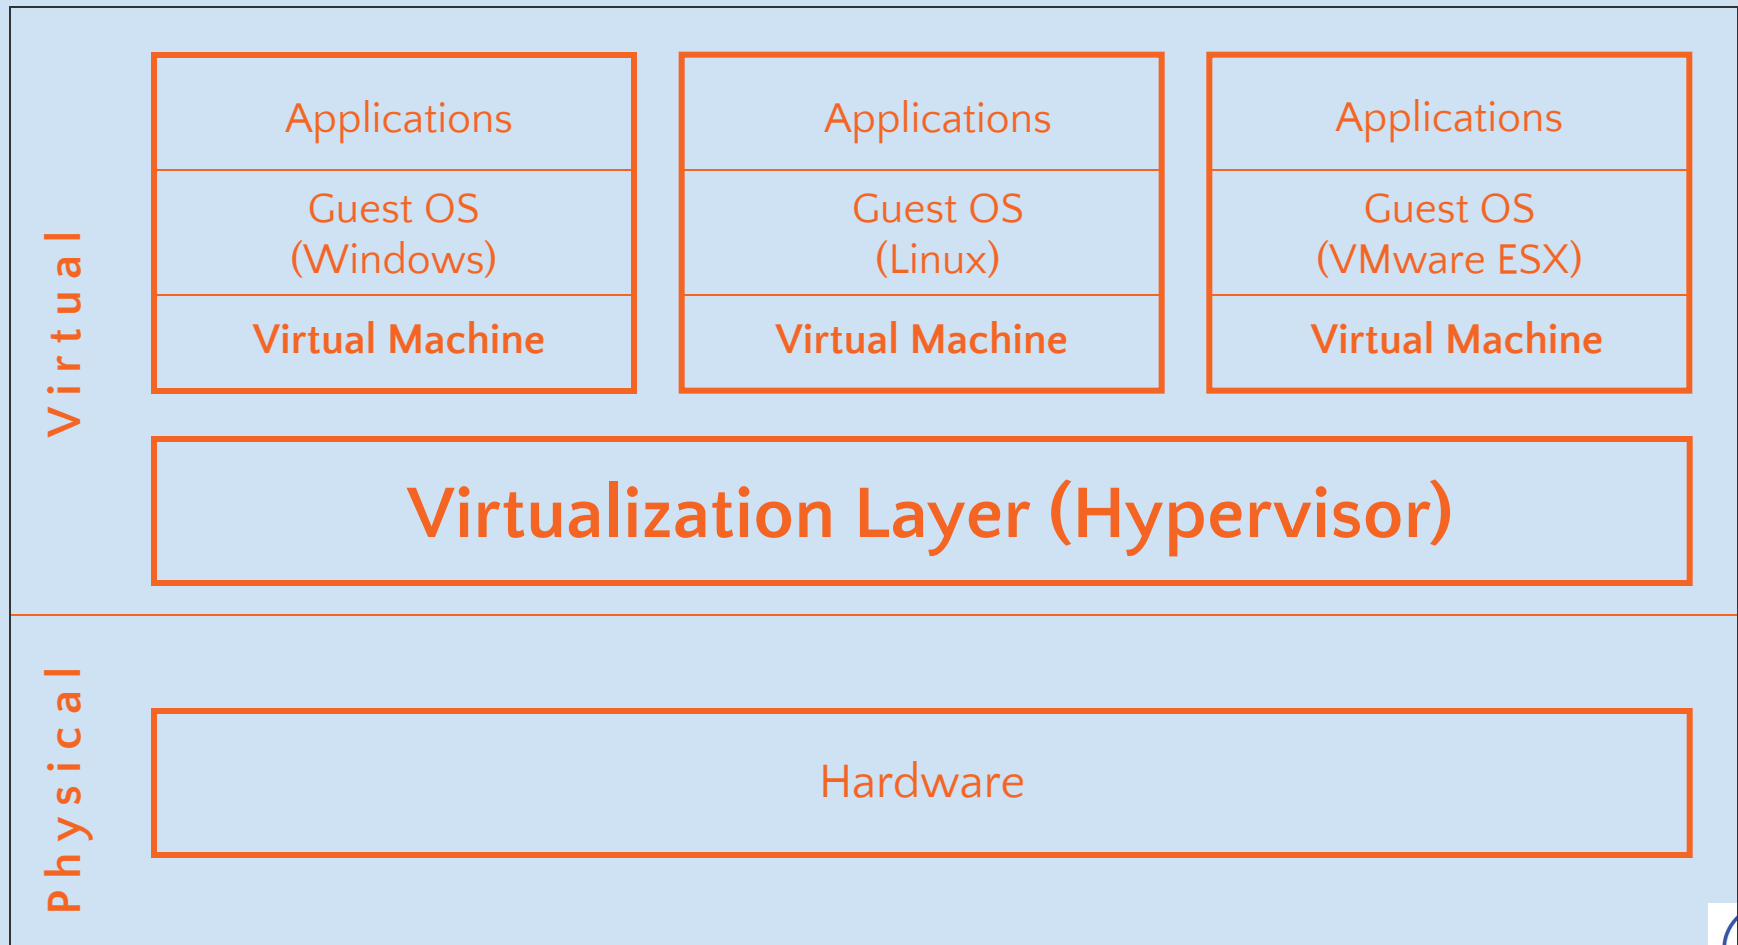 Virtual
Applications
Guest OS
(Windows)
Virtual Machine
Applications
Guest OS
(Linux)
Virtual Machine
Applications
Guest OS
(VMware ESX)
Virtual Machine
Virtualization Layer (Hypervisor)
Physical
Hardware